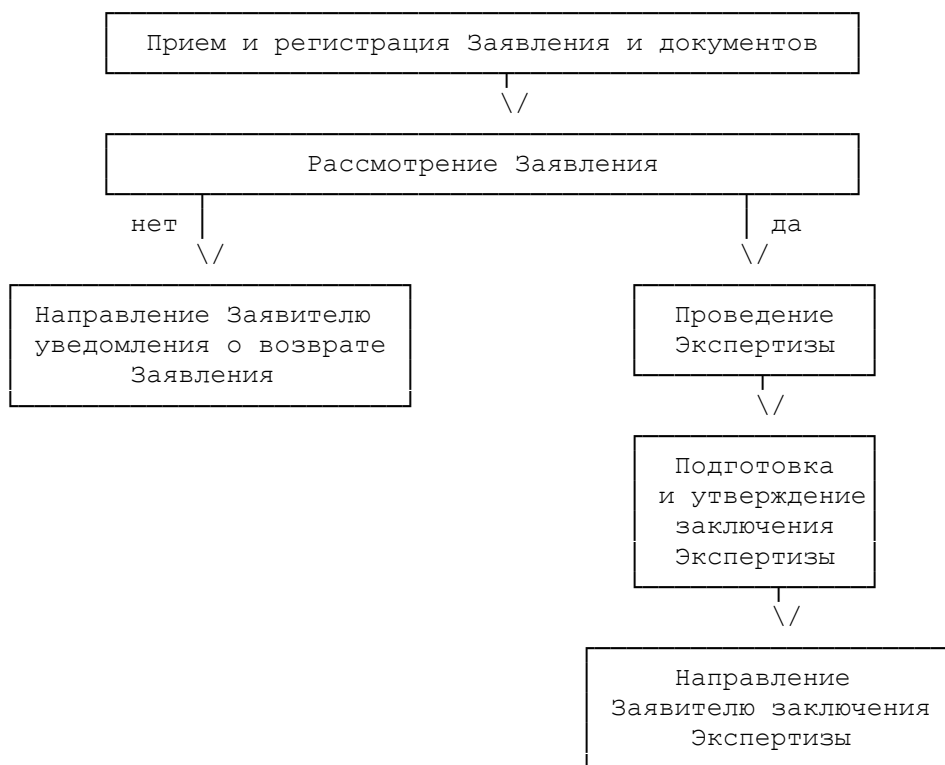 Прием и регистрация Заявления и документов
Рассмотрение Заявления
нет
да
Направление Заявителю
уведомления о возврате
Заявления
Проведение
Экспертизы
Подготовка
и утверждение
заключения
Экспертизы
Направление
Заявителю заключения
Экспертизы